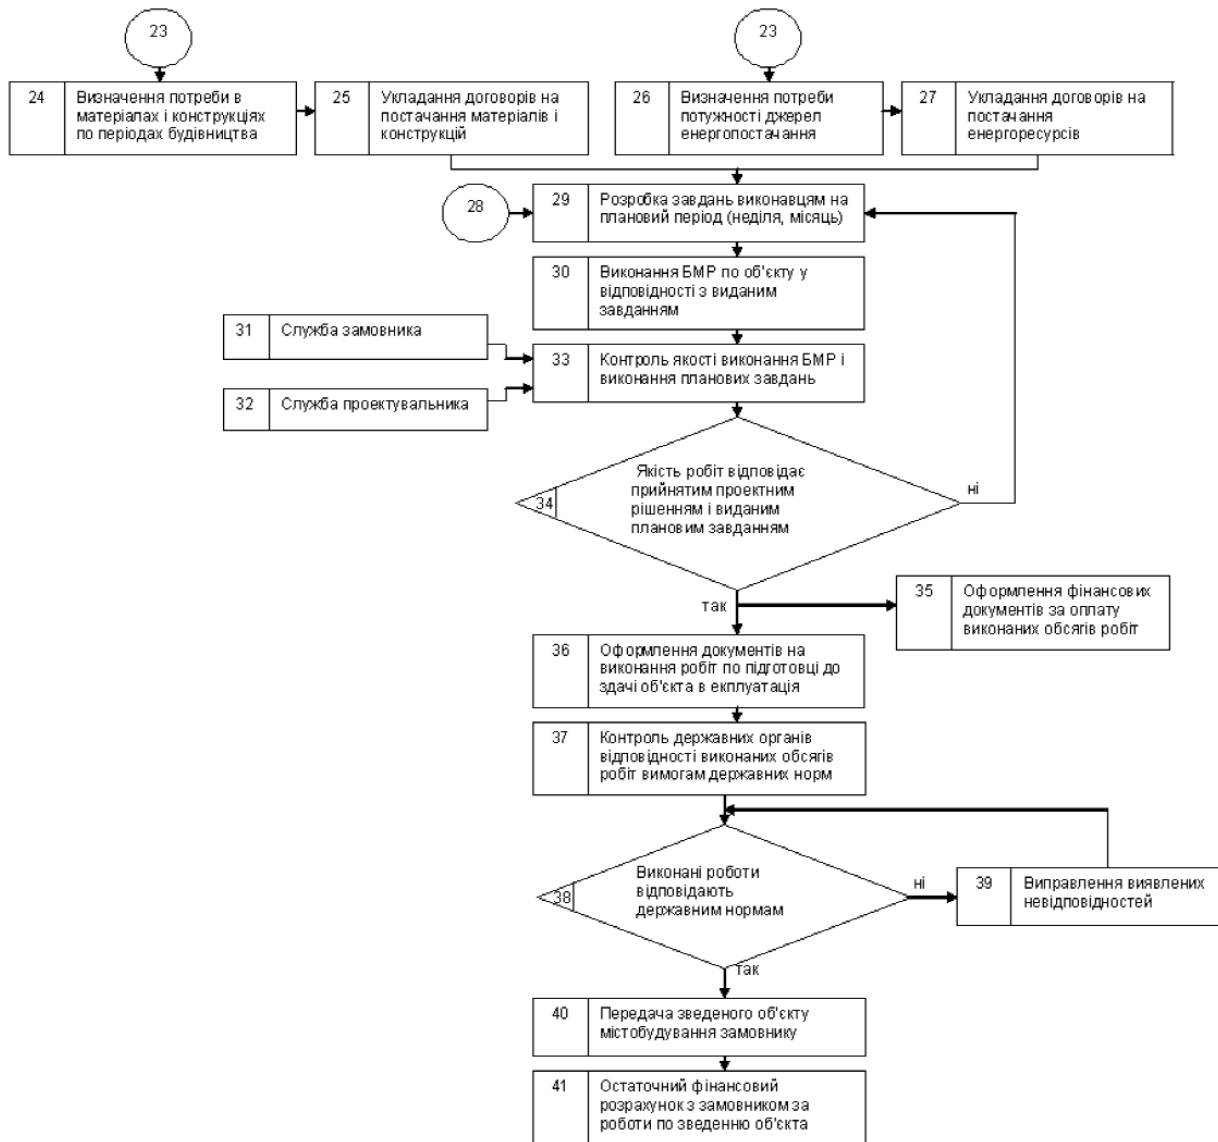 23
23
24
Визначення потреби в
матеріалах і конструкціях
по періодах будівництва
25
Укладання договорів на
постачання матеріалів і
конструкцій
26
Визначення потреби
потужності джерел
енергопостачання
27
Укладання договорів на
постачання
енергоресурсів
28
29
Розробка завдань виконавцям на
плановий період (неділя, місяць)
30
Виконання БМР по об'єкту у
відповідності з виданим
завданням
31
Служба замовника
32
Служба проектувальника
33
Контроль якості виконання БМР і
виконання планових завдань
34
Якість робіт відповідає
прийнятим проектним
рішенням і виданим
плановим завданням
ні
так
35
Оформлення фінансових
документів за оплату
виконаних обсягів робіт
36
Оформлення документів на
виконання робіт по підготовці до
здачі об'єкта в екплуатація
37
Контроль державних органів
відповідності виконаних обсягів
робіт вимогам державних норм
38
Виконані роботи
відповідають
державним нормам
ні
39
Виправлення виявлених
невідповідностей
так
40
Передача зведеного об'єкту
містобудування замовнику
41
Остаточний фінансовий
розрахунок з замовником за
роботи по зведенню об'єкта